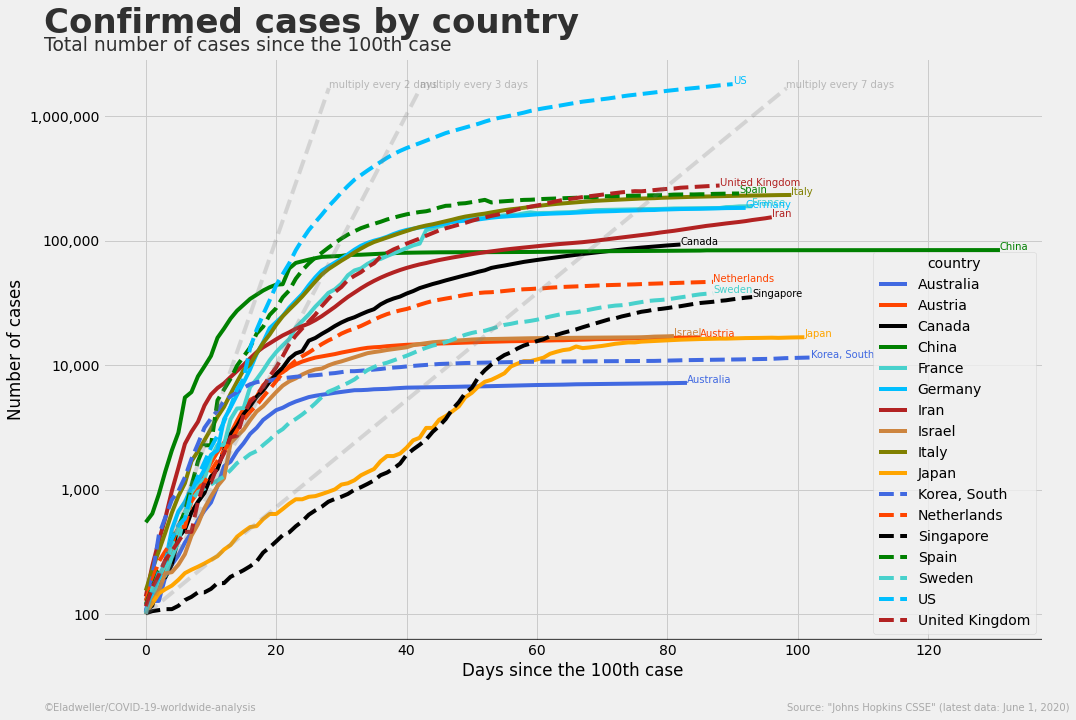 Confirmed cases by country
Total number of cases since the 100th case
multiply every 2 days
multiply every 3 days
multiply every 7 days
US
United Kingdom
Spain
Italy
France
Germany
Iran
Canada
China
Netherlands
Sweden
Singapore
Israel
Austria
Japan
Korea, South
Australia
1,000,000
100,000
10,000
1,000
100
Number of cases
0 20 40 60 80 100 120
Days since the 100th case
country
Australia
Austria
Canada
China
France
Germany
Iran
Israel
Italy
Japan
Korea, South
Netherlands
Singapore
Spain
Sweden
US
United Kingdom
©Eladweller/COVID-19-worldwide-analysis
Source: "Johns Hopkins CSSE" (latest data: June 1, 2020)